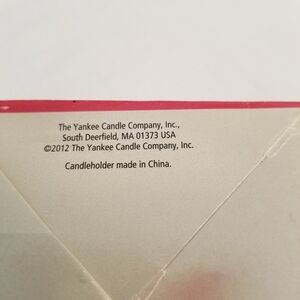 The Yankee Candle Company, Inc.,
South Deerfield, MA 01373 USA
©2012 The Yankee Candle Company, Inc.
Candleholder made in China.